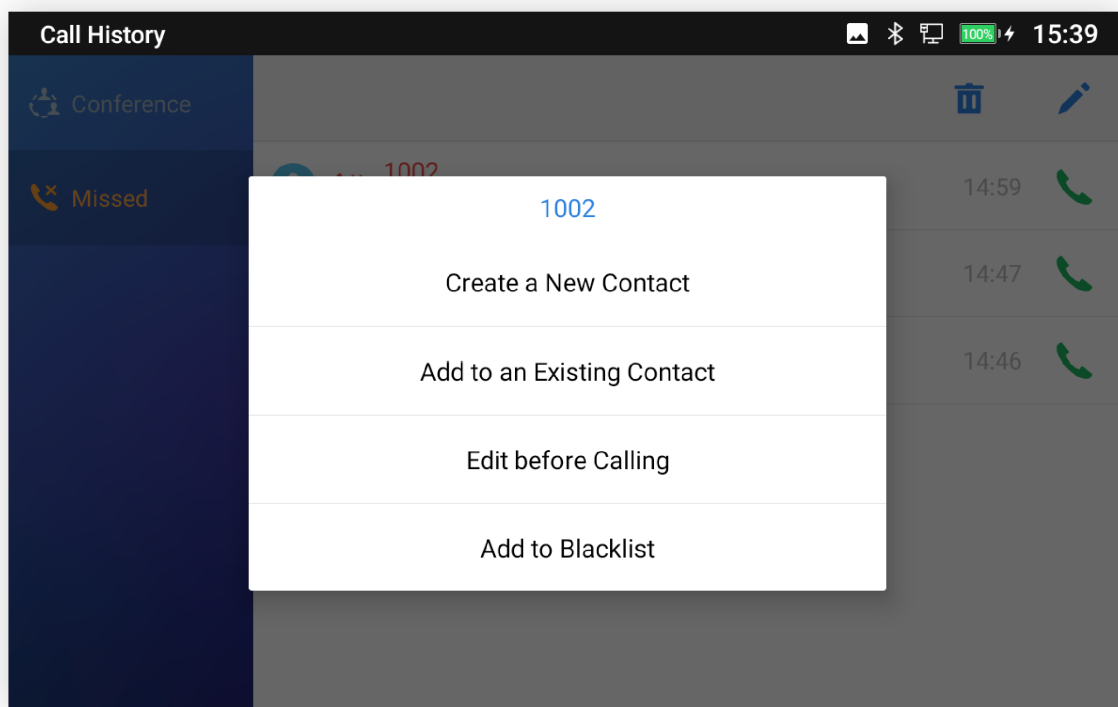 Call History
100%
15:39
Conference
Missed
1002
14:59
14:47
14:46
1002
Create a New Contact
Add to an Existing Contact
Edit before Calling
Add to Blacklist